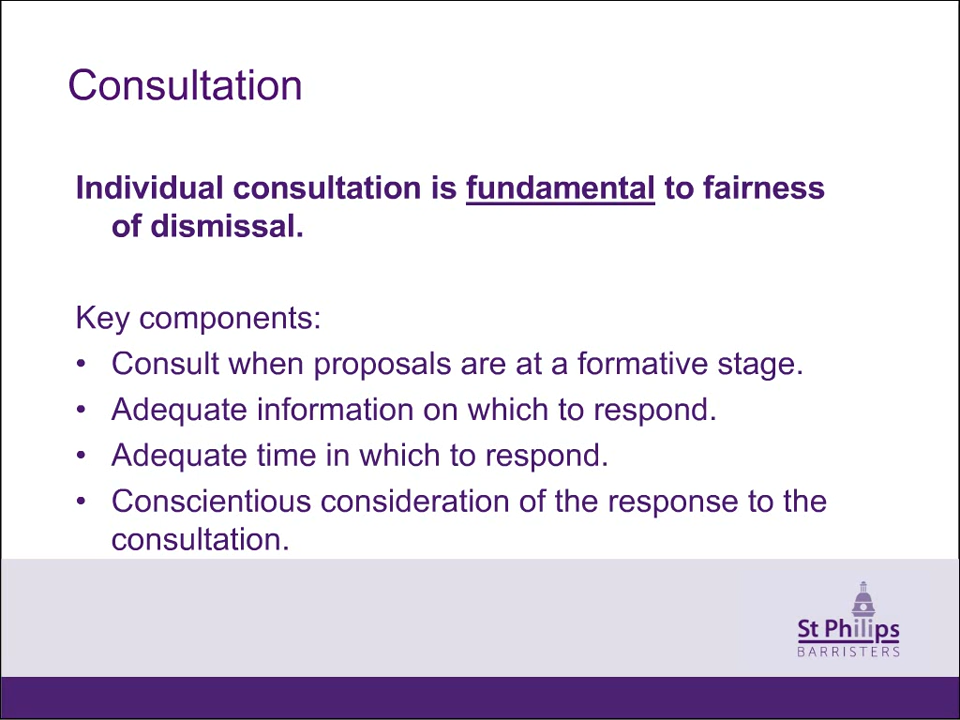 Consultation
Individual consultation is fundamental to fairness
of dismissal.
Key components:
• Consult when proposals are at a formative stage.
• Adequate information on which to respond.
• Adequate time in which to respond.
• Conscientious consideration of the response to the
consultation.
St Philips
BARRISTERS